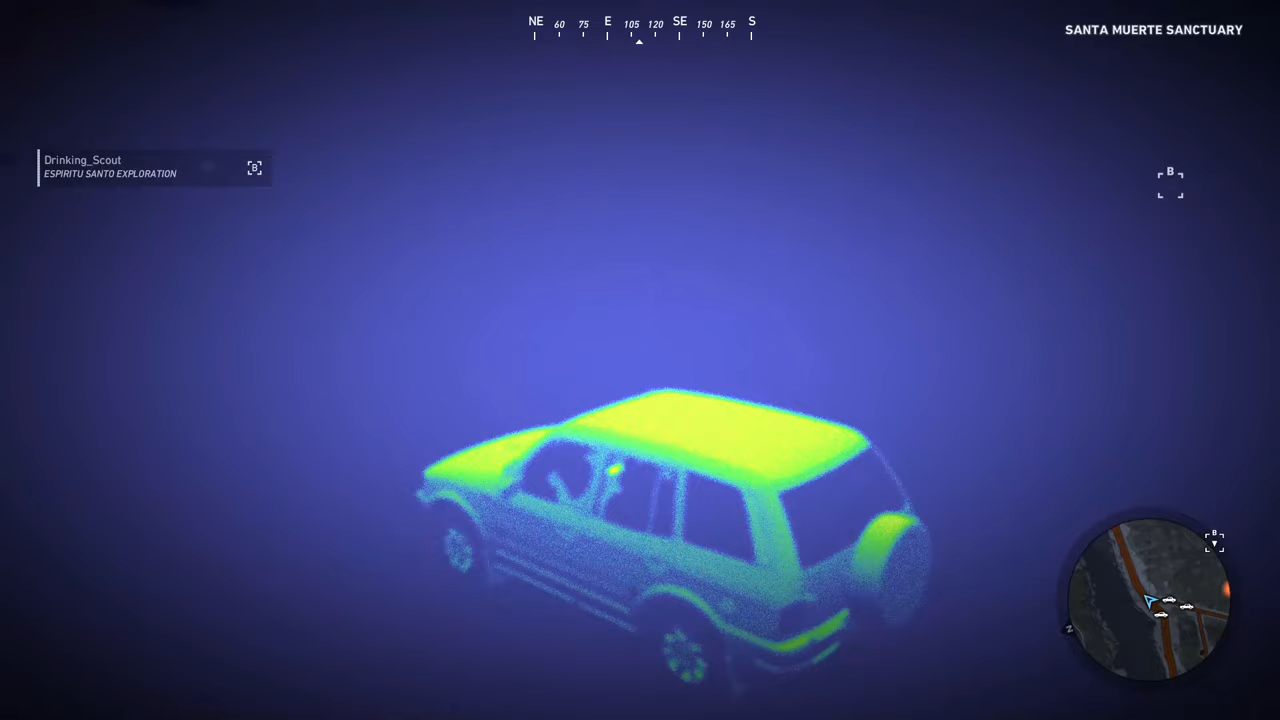 NE 60 75 E 105 120 SE 150 165 S
SANTA MUERTE SANCTUARY
Drinking_Scout
ESPIRITU SANTO EXPLORATION
B
B
B
N